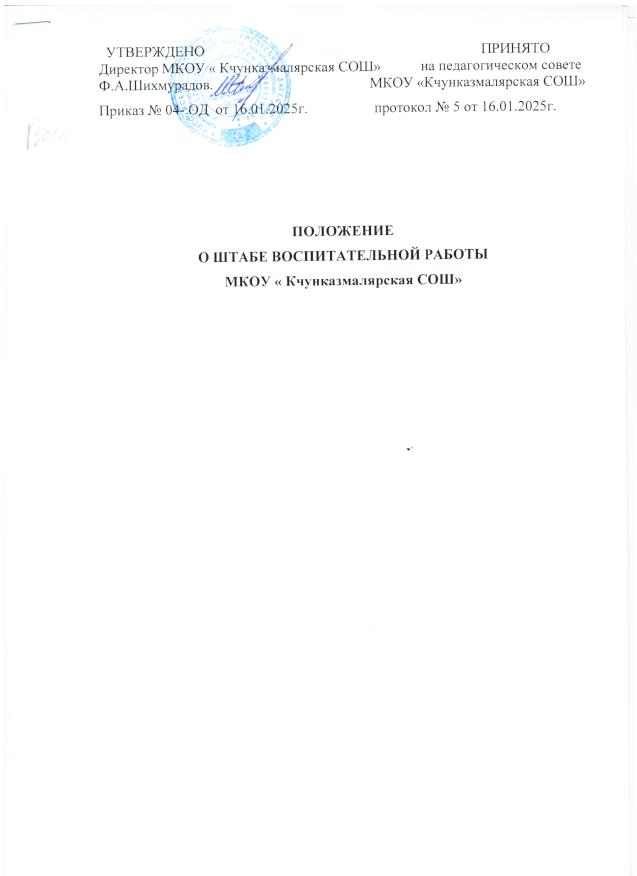 УТВЕРЖДЕНО
Директор МКОУ « Кчунказмалярская СОШ»
Ф.А.Шихмурадов.
Приказ № 04- ОД от 16.01.2025г.
ПРИНЯТО
на педагогическом совете
МКОУ «Кчунказмалярская СОШ»
протокол № 5 от 16.01.2025г.
ПОЛОЖЕНИЕ
О ШТАБЕ ВОСПИТАТЕЛЬНОЙ РАБОТЫ
МКОУ « Кчунказмалярская СОШ»